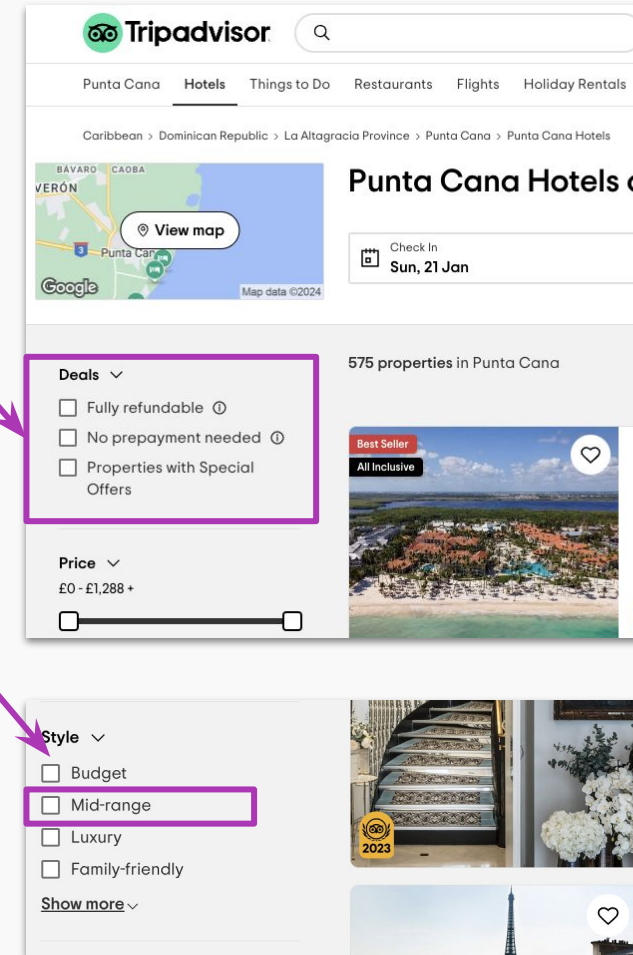 Tripadvisor
Punta Cana Hotels Things to Do Restaurants Flights Holiday Rentals
Caribbean > Dominican Republic > La Altagracia Province > Punta Cana > Punta Cana Hotels
BÁVARO CAOBA
VERÓN
View map
3
Punta Can
Google
Map data ©2024
Punta Cana Hotels
Check In
Sun, 21 Jan
Deals
Fully refundable
No prepayment needed
Properties with Special
Offers
Price
£0 - £1,288 +
575 properties in Punta Cana
Best Seller
All Inclusive
Style
Budget
Mid-range
Luxury
Family-friendly
Show more
2023